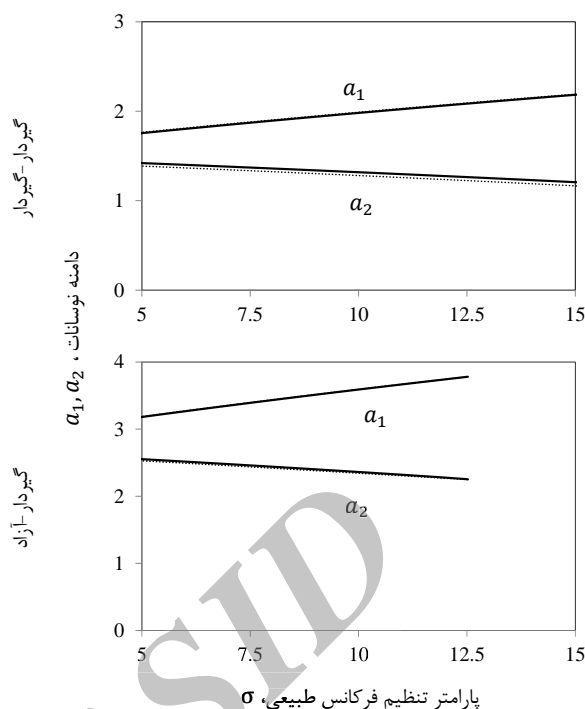 3
a₁
2
گیردار-گیردار
1
a₂
0
5 7.5 10 12.5 15
دامنه نوسانات ، a₁, a₂
4
a₁
3
گیردار-آزاد
2
a₂
1
0
5 7.5 10 12.5 15
پارامتر تنظیم فرکانس طبیعی، σ
SID